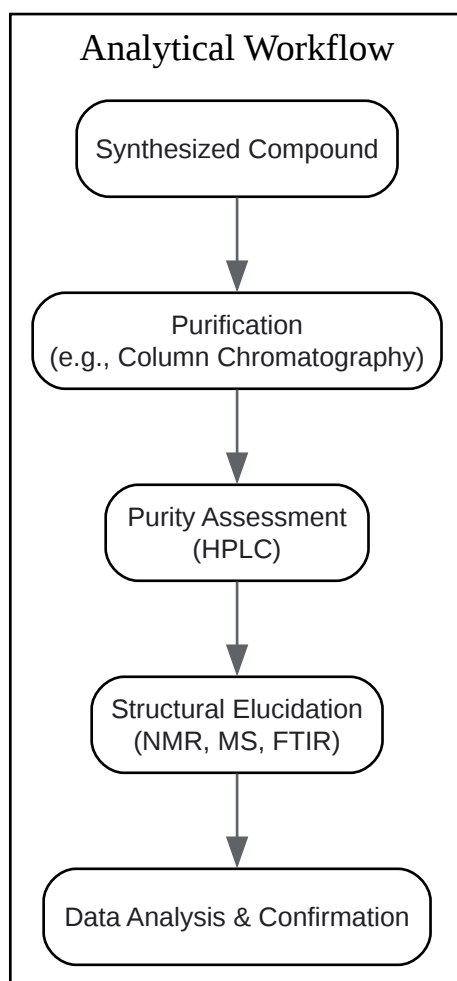 Analytical Workflow
Synthesized Compound
Purification
(e.g., Column Chromatography)
Purity Assessment
(HPLC)
Structural Elucidation
(NMR, MS, FTIR)
Data Analysis & Confirmation